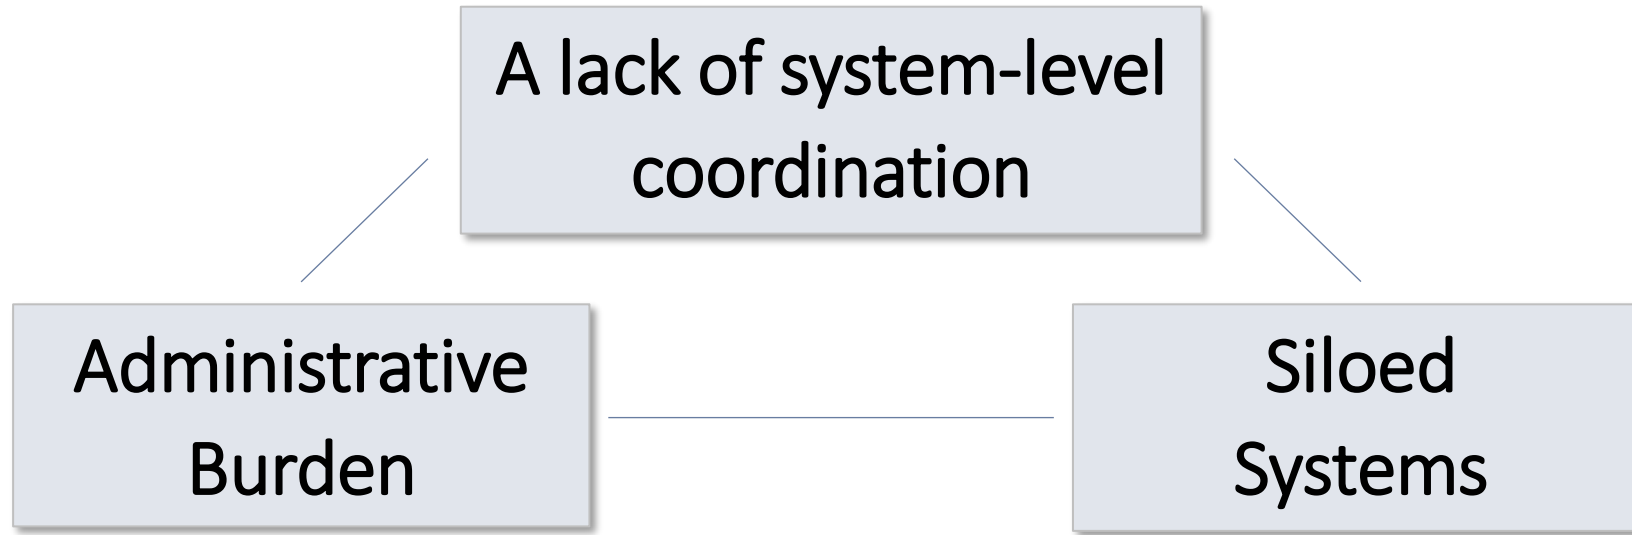 A lack of system-level
coordination
Administrative
Burden
Siloed
Systems